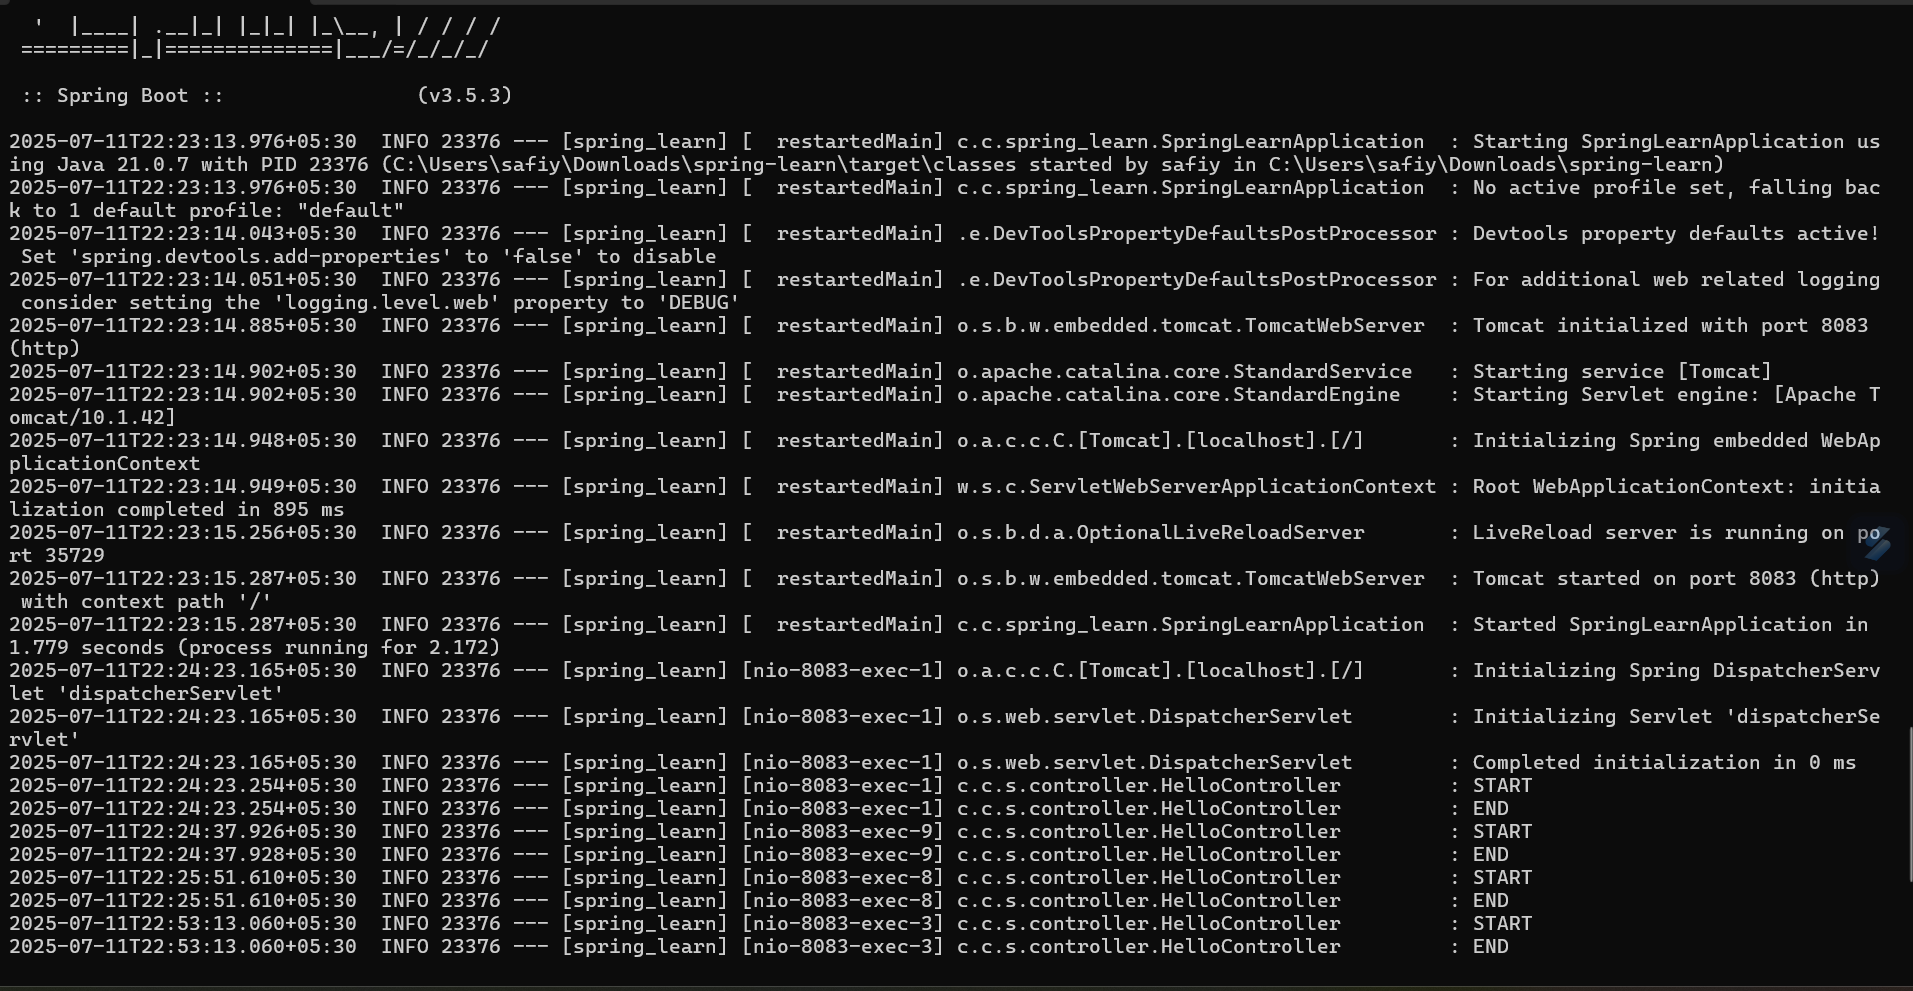 '  |____| .__|_| |_|_| |_\__, | / / / /
 =========|_|==============|___/=/_/_/_/

 :: Spring Boot ::                (v3.5.3)

2025-07-11T22:23:13.976+05:30  INFO 23376 --- [spring_learn] [  restartedMain] c.c.spring_learn.SpringLearnApplication  : Starting SpringLearnApplication us
ing Java 21.0.7 with PID 23376 (C:\Users\safiy\Downloads\spring-learn\target\classes started by safiy in C:\Users\safiy\Downloads\spring-learn)
2025-07-11T22:23:13.976+05:30  INFO 23376 --- [spring_learn] [  restartedMain] c.c.spring_learn.SpringLearnApplication  : No active profile set, falling bac
k to 1 default profile: "default"
2025-07-11T22:23:14.043+05:30  INFO 23376 --- [spring_learn] [  restartedMain] .e.DevToolsPropertyDefaultsPostProcessor : Devtools property defaults active!
 Set 'spring.devtools.add-properties' to 'false' to disable
2025-07-11T22:23:14.051+05:30  INFO 23376 --- [spring_learn] [  restartedMain] .e.DevToolsPropertyDefaultsPostProcessor : For additional web related logging
 consider setting the 'logging.level.web' property to 'DEBUG'
2025-07-11T22:23:14.885+05:30  INFO 23376 --- [spring_learn] [  restartedMain] o.s.b.w.embedded.tomcat.TomcatWebServer  : Tomcat initialized with port 8083
(http)
2025-07-11T22:23:14.902+05:30  INFO 23376 --- [spring_learn] [  restartedMain] o.apache.catalina.core.StandardService   : Starting service [Tomcat]
2025-07-11T22:23:14.902+05:30  INFO 23376 --- [spring_learn] [  restartedMain] o.apache.catalina.core.StandardEngine    : Starting Servlet engine: [Apache T
omcat/10.1.42]
2025-07-11T22:23:14.948+05:30  INFO 23376 --- [spring_learn] [  restartedMain] o.a.c.c.C.[Tomcat].[localhost].[/]       : Initializing Spring embedded WebAp
plicationContext
2025-07-11T22:23:14.949+05:30  INFO 23376 --- [spring_learn] [  restartedMain] w.s.c.ServletWebServerApplicationContext : Root WebApplicationContext: initia
lization completed in 895 ms
2025-07-11T22:23:15.256+05:30  INFO 23376 --- [spring_learn] [  restartedMain] o.s.b.d.a.OptionalLiveReloadServer       : LiveReload server is running on po
rt 35729
2025-07-11T22:23:15.287+05:30  INFO 23376 --- [spring_learn] [  restartedMain] o.s.b.w.embedded.tomcat.TomcatWebServer  : Tomcat started on port 8083 (http)
 with context path '/'
2025-07-11T22:23:15.287+05:30  INFO 23376 --- [spring_learn] [  restartedMain] c.c.spring_learn.SpringLearnApplication  : Started SpringLearnApplication in
1.779 seconds (process running for 2.172)
2025-07-11T22:24:23.165+05:30  INFO 23376 --- [spring_learn] [nio-8083-exec-1] o.a.c.c.C.[Tomcat].[localhost].[/]       : Initializing Spring DispatcherServ
let 'dispatcherServlet'
2025-07-11T22:24:23.165+05:30  INFO 23376 --- [spring_learn] [nio-8083-exec-1] o.s.web.servlet.DispatcherServlet        : Initializing Servlet 'dispatcherSe
rvlet'
2025-07-11T22:24:23.165+05:30  INFO 23376 --- [spring_learn] [nio-8083-exec-1] o.s.web.servlet.DispatcherServlet        : Completed initialization in 0 ms
2025-07-11T22:24:23.254+05:30  INFO 23376 --- [spring_learn] [nio-8083-exec-1] c.c.s.controller.HelloController         : START
2025-07-11T22:24:23.254+05:30  INFO 23376 --- [spring_learn] [nio-8083-exec-1] c.c.s.controller.HelloController         : END
2025-07-11T22:24:37.926+05:30  INFO 23376 --- [spring_learn] [nio-8083-exec-9] c.c.s.controller.HelloController         : START
2025-07-11T22:24:37.928+05:30  INFO 23376 --- [spring_learn] [nio-8083-exec-9] c.c.s.controller.HelloController         : END
2025-07-11T22:25:51.610+05:30  INFO 23376 --- [spring_learn] [nio-8083-exec-8] c.c.s.controller.HelloController         : START
2025-07-11T22:25:51.610+05:30  INFO 23376 --- [spring_learn] [nio-8083-exec-8] c.c.s.controller.HelloController         : END
2025-07-11T22:53:13.060+05:30  INFO 23376 --- [spring_learn] [nio-8083-exec-3] c.c.s.controller.HelloController         : START
2025-07-11T22:53:13.060+05:30  INFO 23376 --- [spring_learn] [nio-8083-exec-3] c.c.s.controller.HelloController         : END